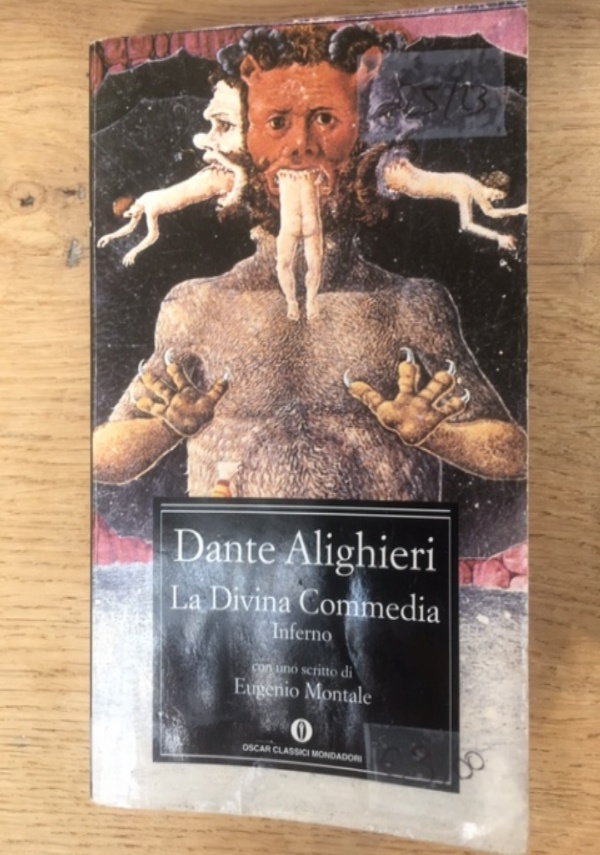 Dante Alighieri
La Divina Commedia
Inferno
con uno scritto di
Eugenio Montale
OSCAR CLASSICI MONDADORI